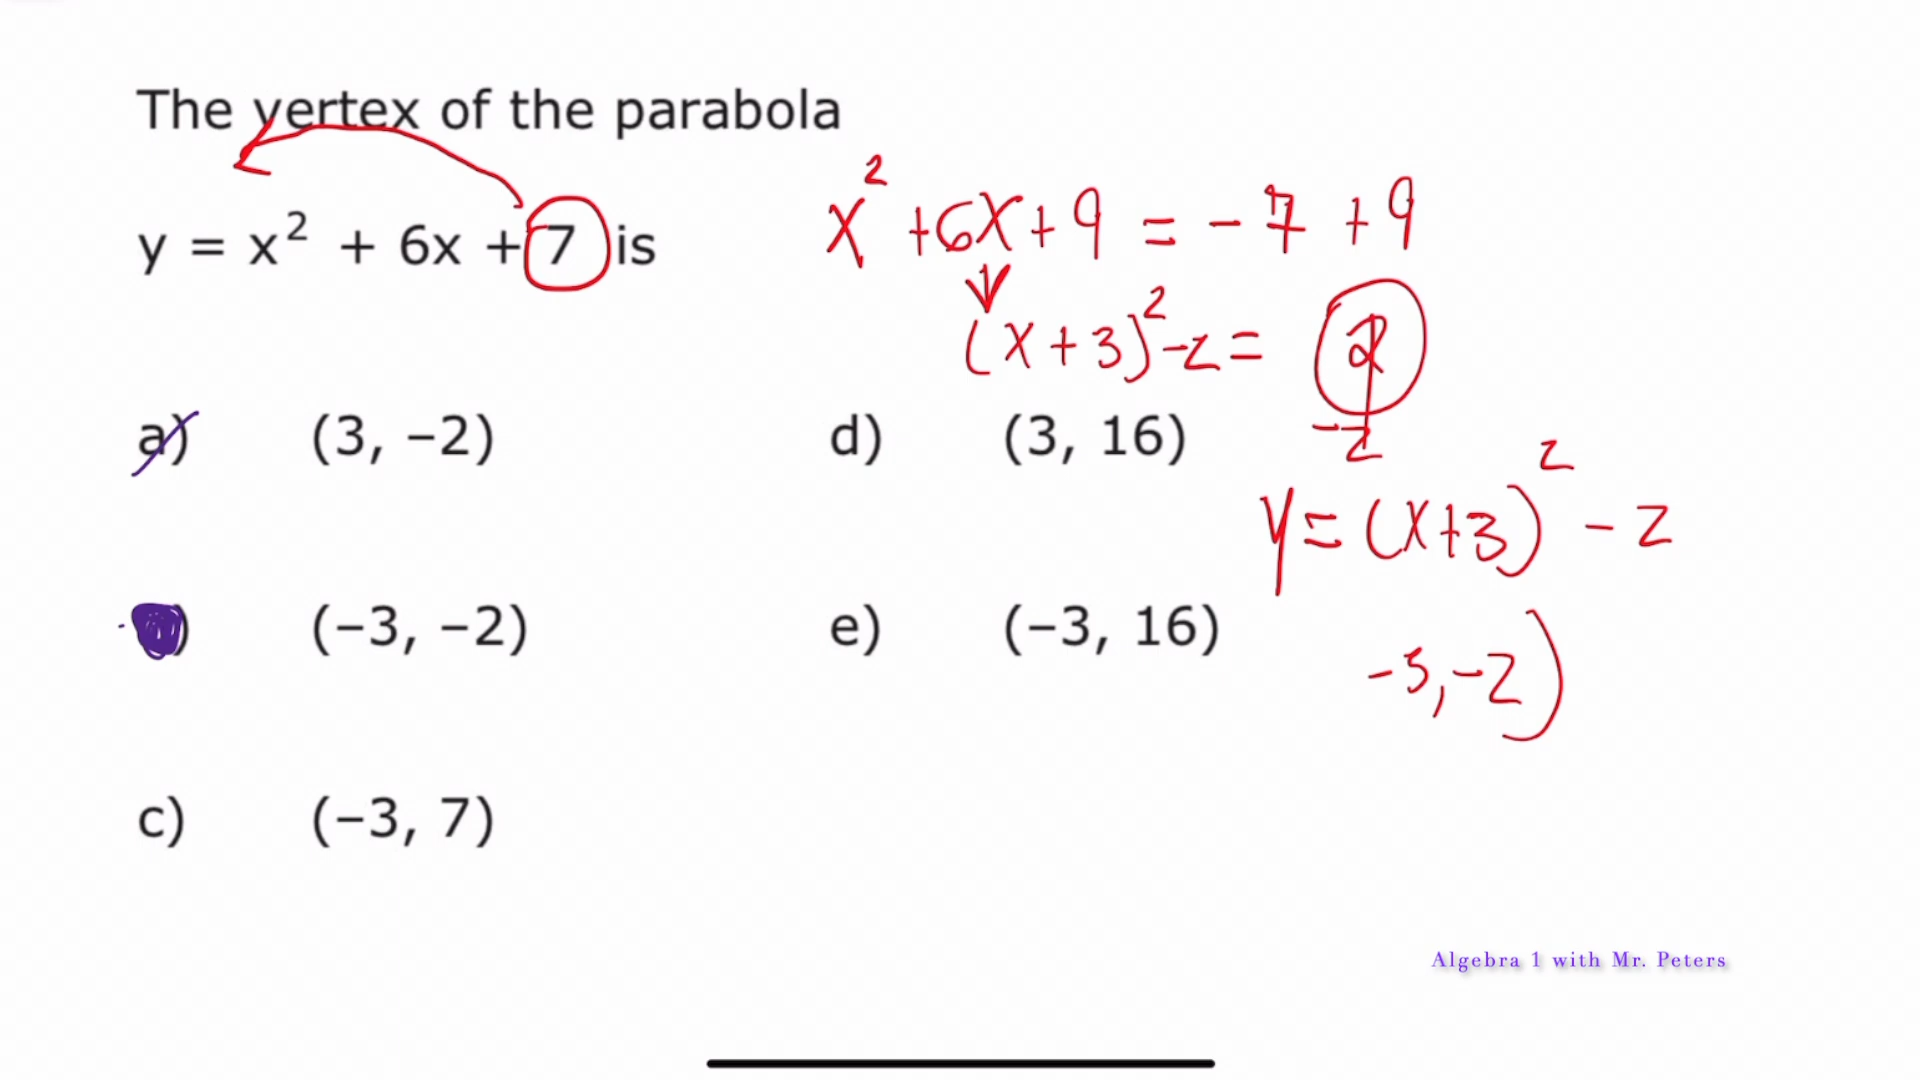 The vertex of the parabola
y = x² + 6x + 7 is
x² + 6x + 9 = - 7 + 9
(x + 3)² - 2 = 2
- 2
a) (3, −2)
d) (3, 16)
y = (x+3)² - 2
) (−3, −2)
e) (−3, 16)
-3, -2)
c) (−3, 7)
Algebra 1 with Mr. Peters